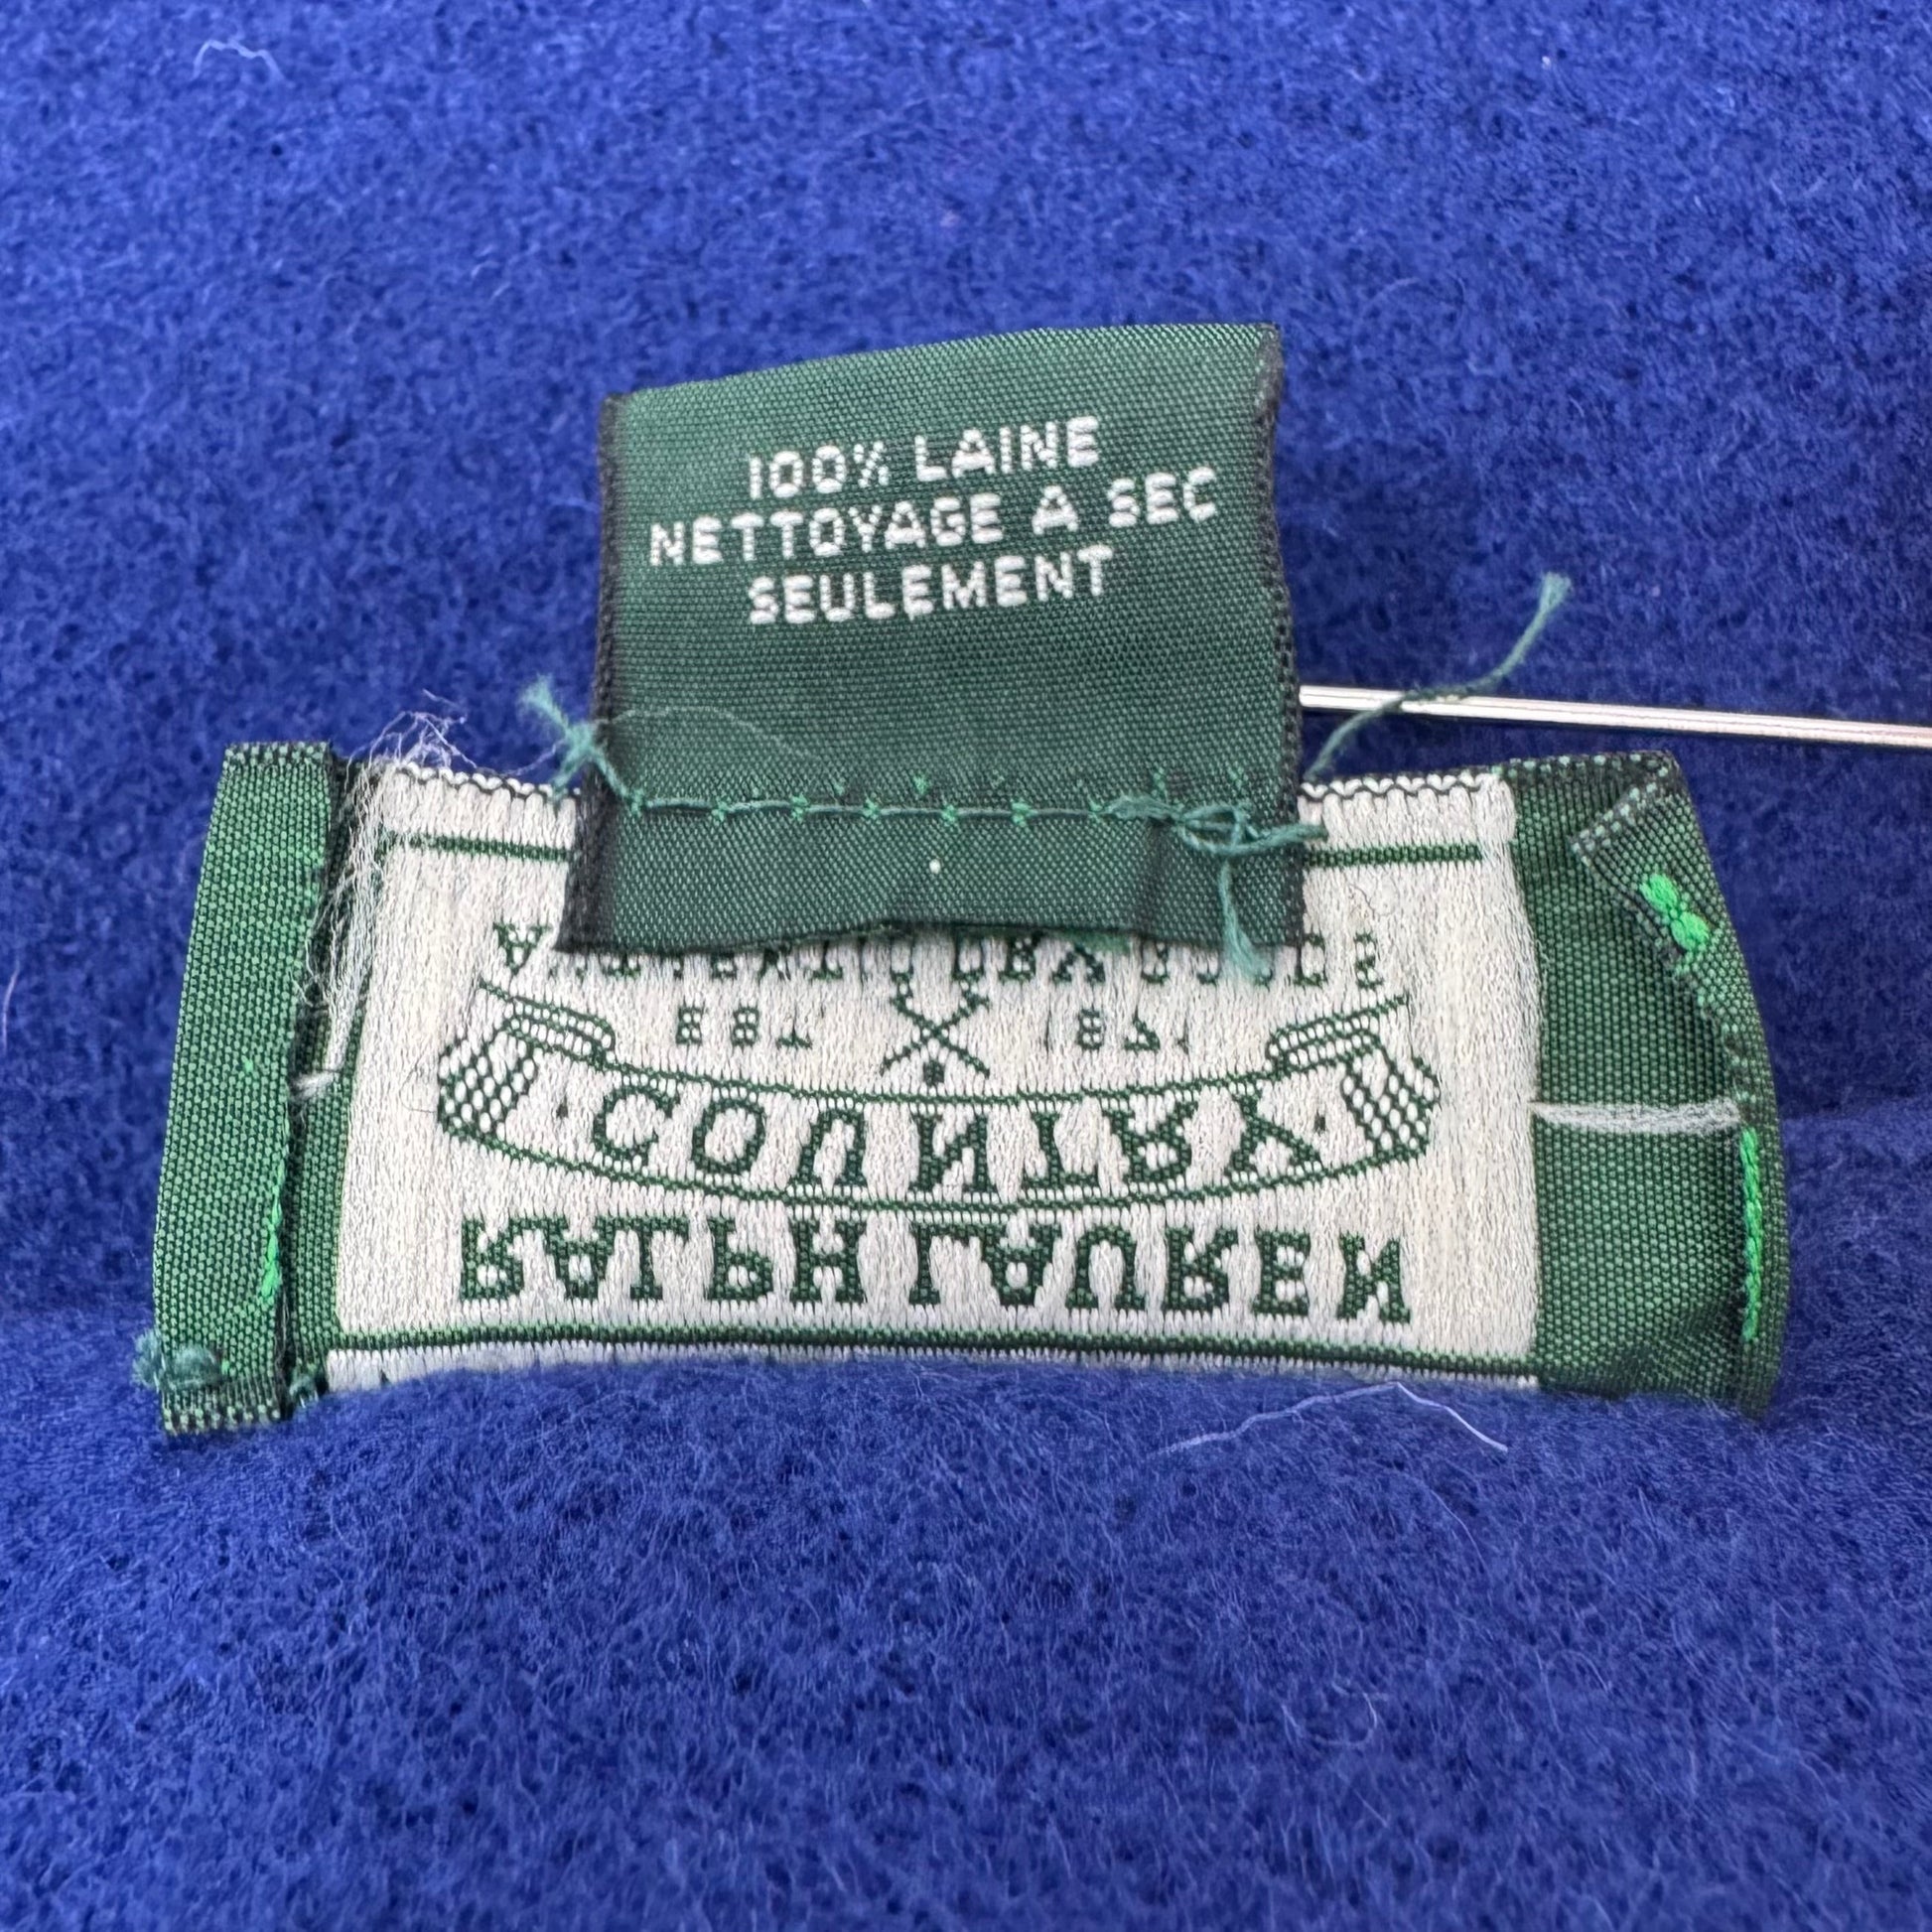 100% LAINE
NETTOYAGE A SEC
SEULEMENT
RALPH LAUREN
COUNTRY